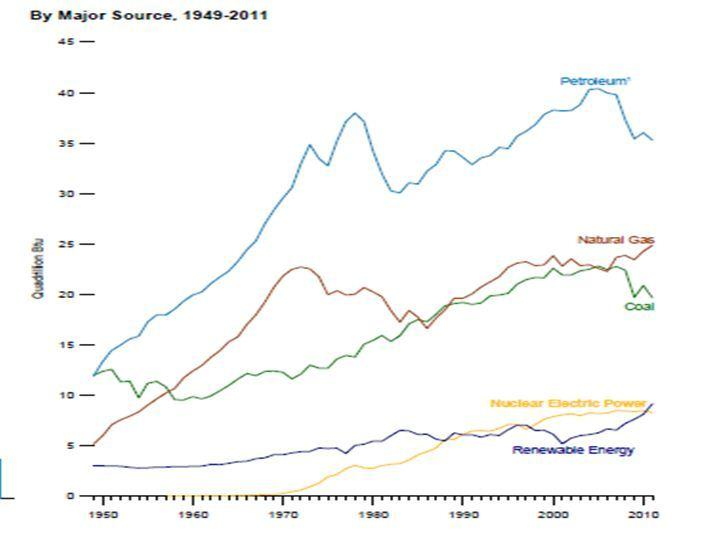 By Major Source, 1949-2011
45
40
35
30
25
20
15
10
5
0
Quadrillion Btu
Petroleum¹
Natural Gas
Coal
Nuclear Electric Power
Renewable Energy
1950 1960 1970 1980 1990 2000 2010